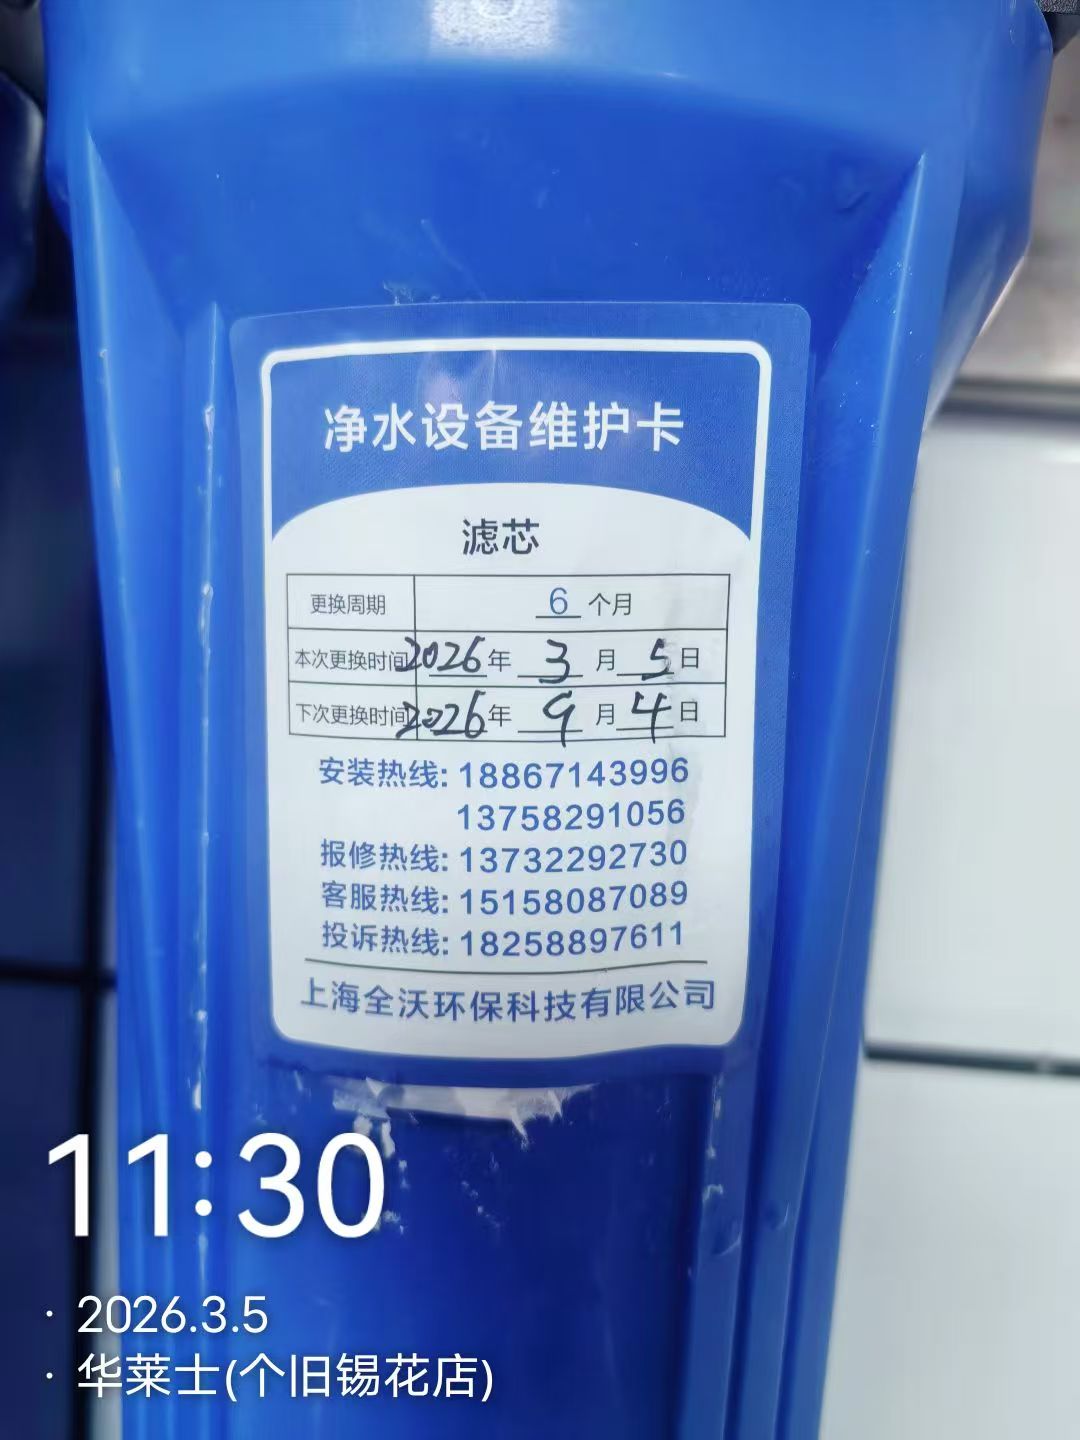 净水设备维护卡
滤芯
更换周期 6 个月
本次更换时间 2026 年 3 月 5 日
下次更换时间 2026 年 9 月 4 日
安装热线: 18867143996
13758291056
报修热线: 13732292730
客服热线: 15158087089
投诉热线: 18258897611
上海全沃环保科技有限公司
11:30
· 2026.3.5
· 华莱士(个旧锡花店)